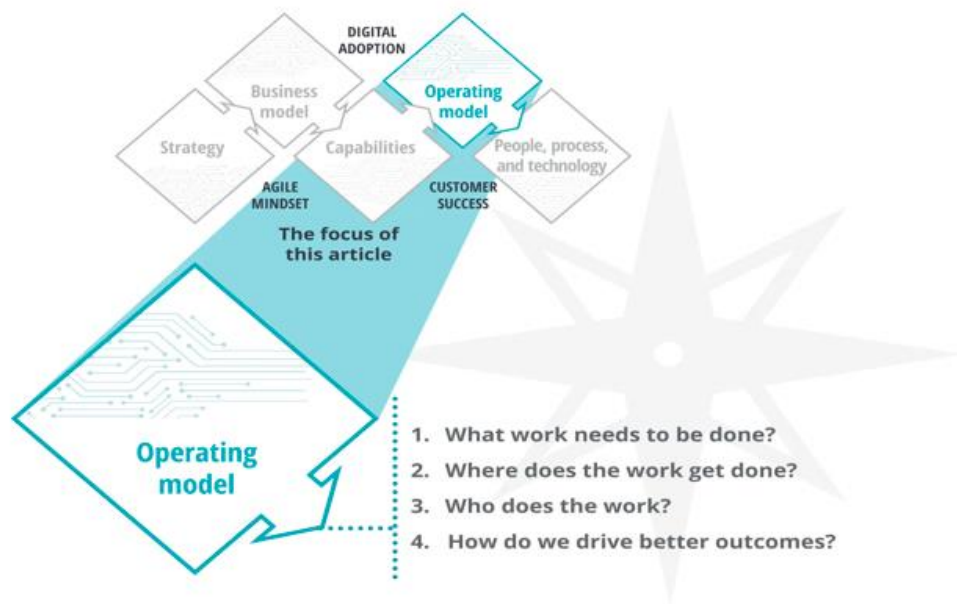 DIGITAL
ADOPTION
Business
model
Operating
model
Strategy
Capabilities
People, process,
and technology
AGILE
MINDSET
CUSTOMER
SUCCESS
The focus of
this article
Operating
model
1. What work needs to be done?
2. Where does the work get done?
3. Who does the work?
4. How do we drive better outcomes?